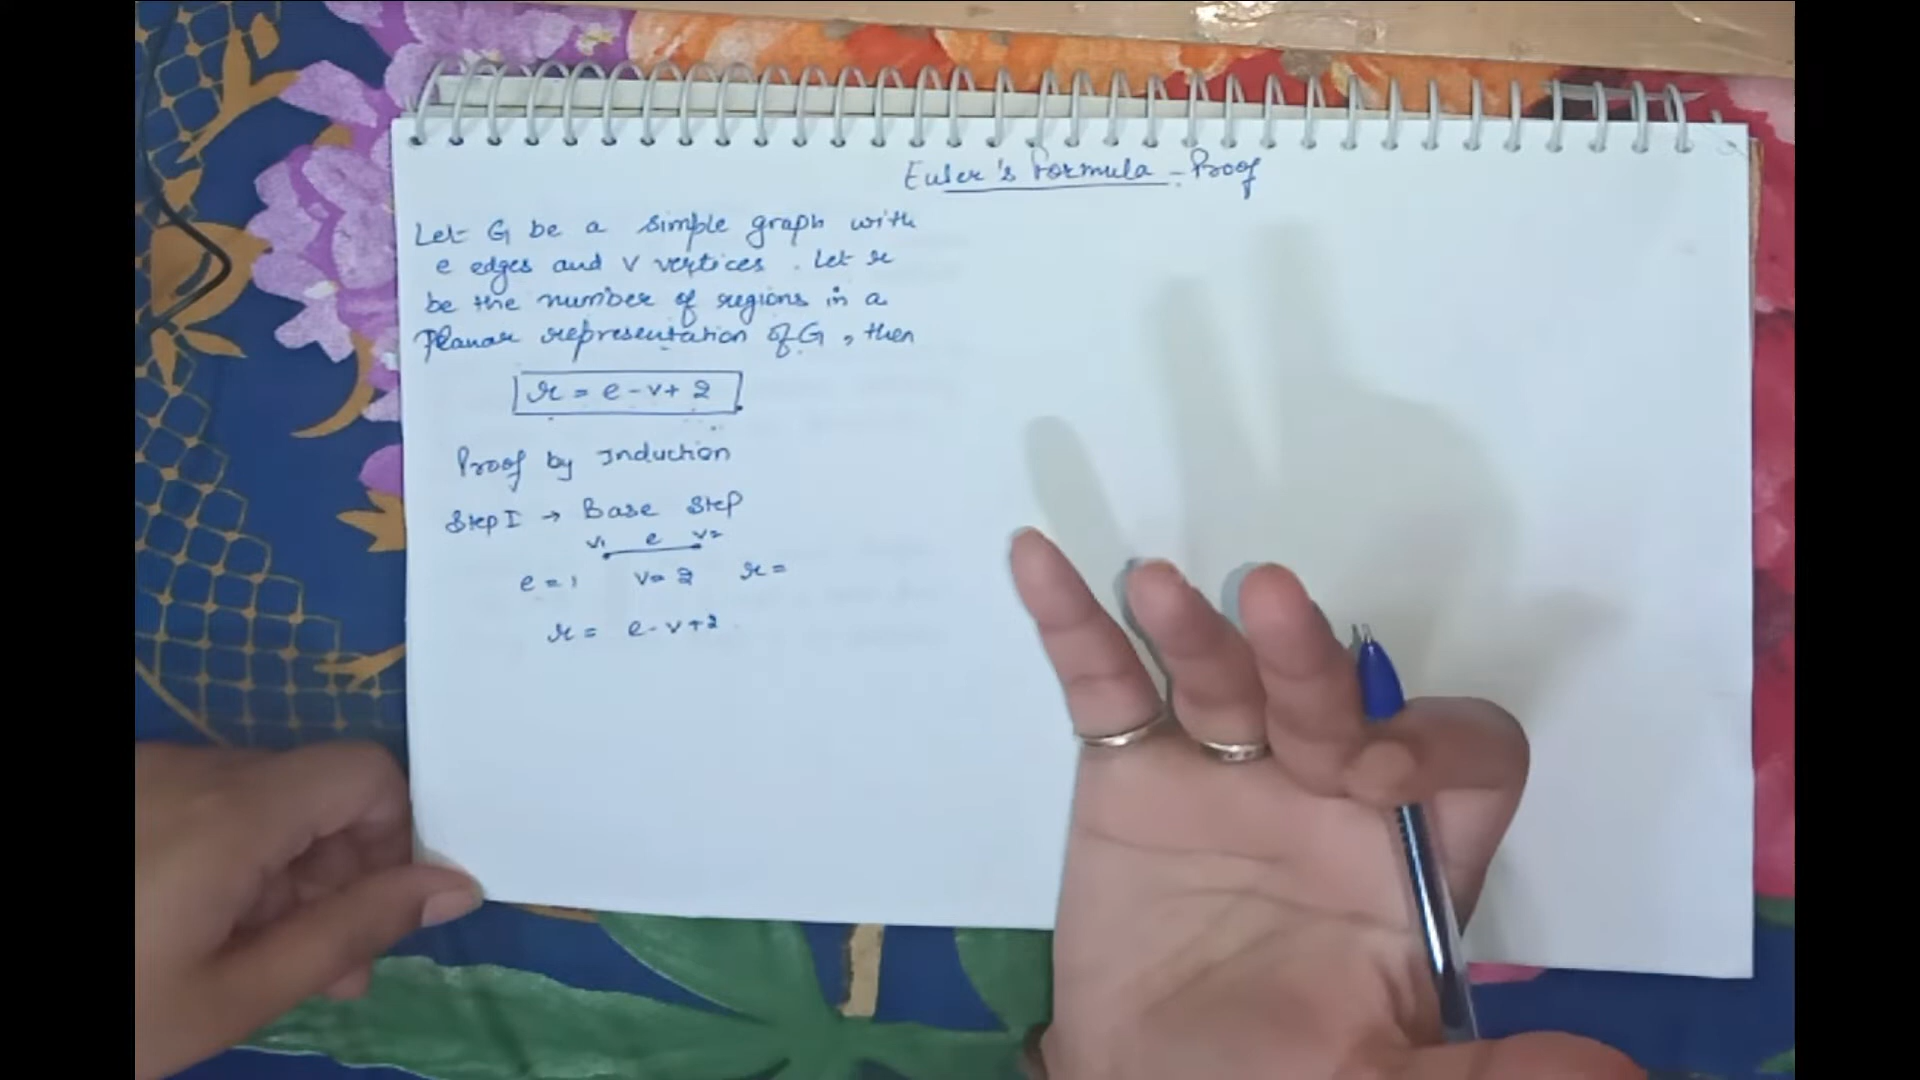 Euler's Formula - Proof
Let G be a simple graph with
e edges and v vertices. Let r
be the number of regions in a
Planar representation of G, then
r = e - v + 2
Proof by Induction
Step I → Base Step
v1 e v2
e = 1 v = 2 r =
r = e - v + 2